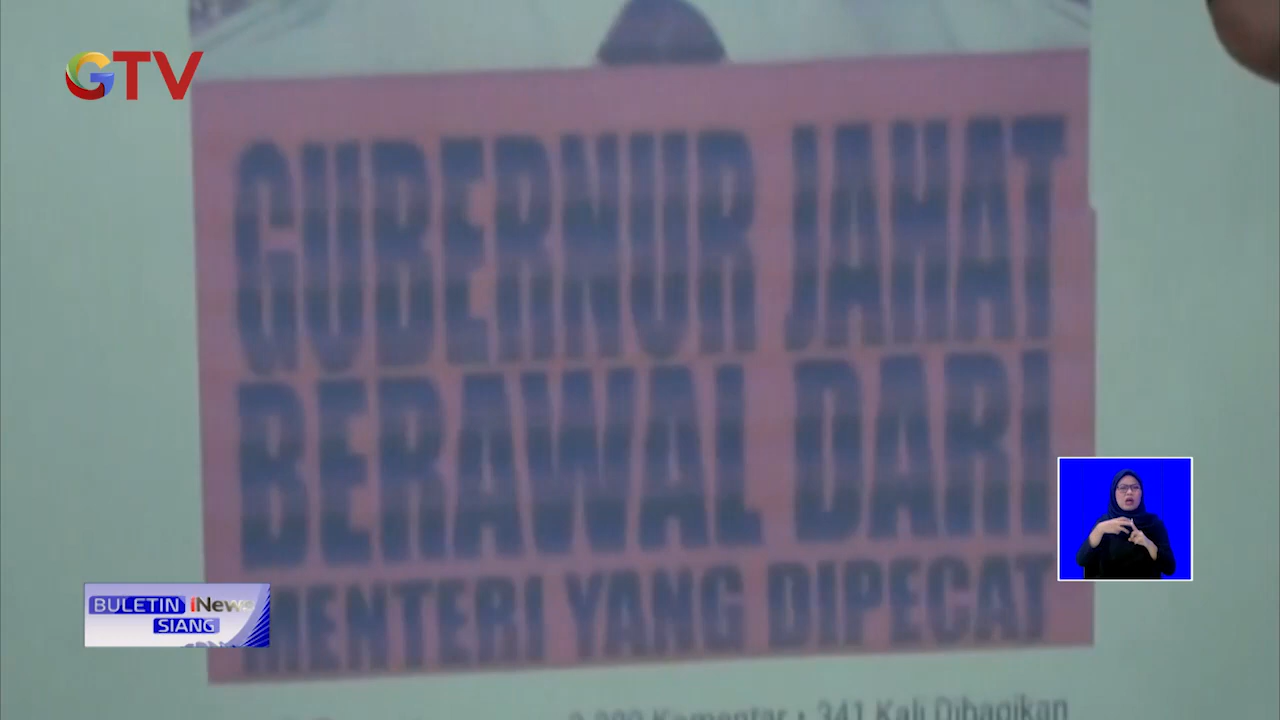 GTV
GUBERNUR JAHAT
BERAWAL DARI
MENTERI YANG DIPECAT
Komentar • 341 Kali Dibagikan
BULETIN iNews
SIANG